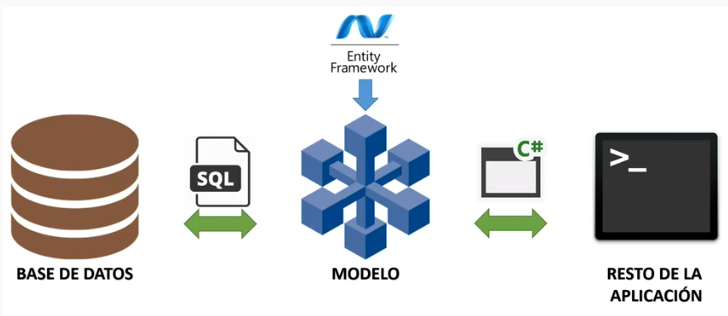 Entity
Framework
SQL
C#
>_
BASE DE DATOS
MODELO
RESTO DE LA
APLICACIÓN